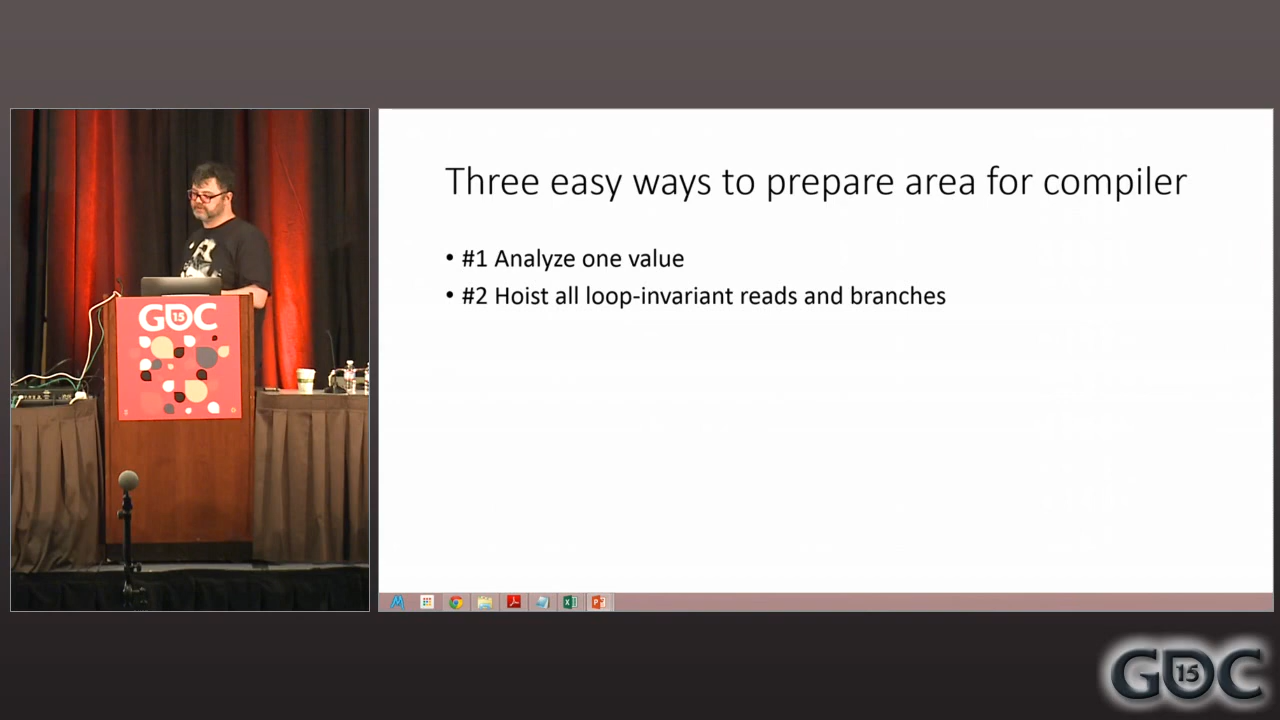 Three easy ways to prepare area for compiler
• #1 Analyze one value
• #2 Hoist all loop-invariant reads and branches
GDC
15
GDC
15